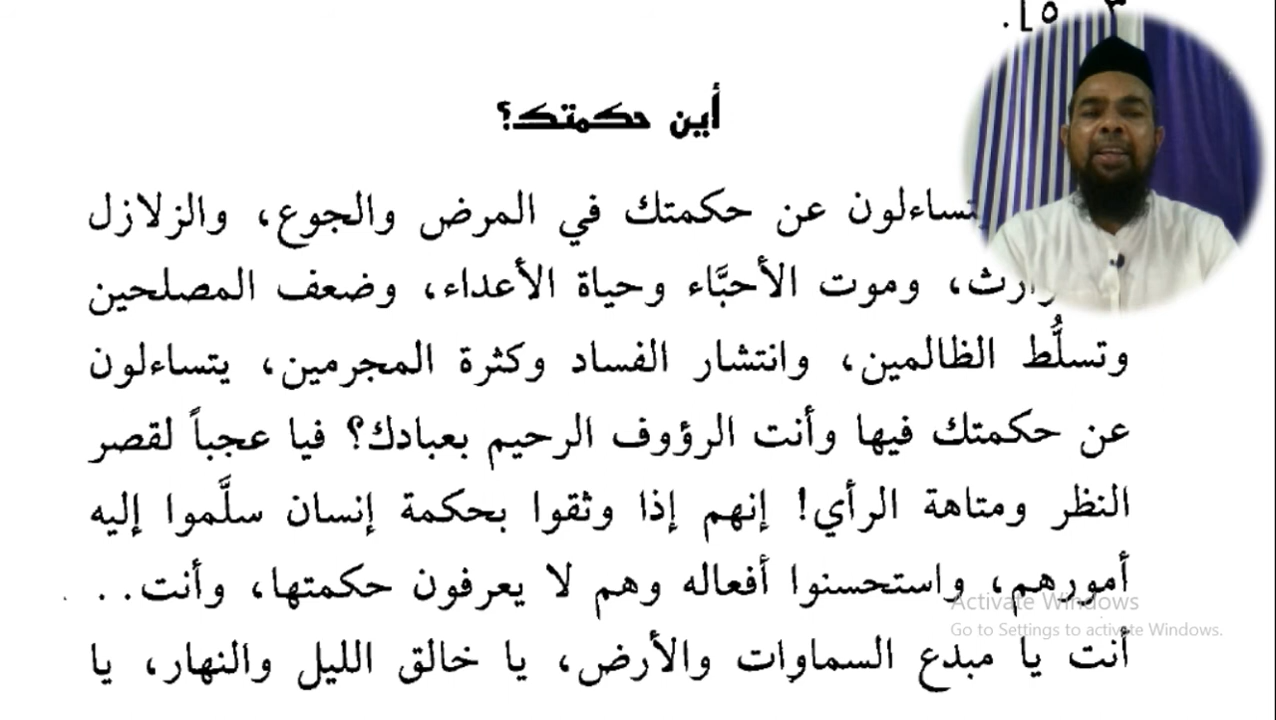 ٣ ـ ٥].
أين حكمتك؟
يتساءلون عن حكمتك في المرض والجوع، والزلازل
وموت الأحبَّاء وحياة الأعداء، وضعف المصلحين
وتسلُّط الظالمين، وانتشار الفساد وكثرة المجرمين، يتساءلون
عن حكمتك فيها وأنت الرؤوف الرحيم بعبادك؟ فيا عجباً لقصر
النظر ومتاهة الرأي! إنهم إذا وثقوا بحكمة إنسان سلَّموا إليه
أمورهم، واستحسنوا أفعاله وهم لا يعرفون حكمتها، وأنت..
أنت يا مبدع السماوات والأرض، يا خالق الليل والنهار، يا
Activate Windows
Go to Settings to activate Windows.